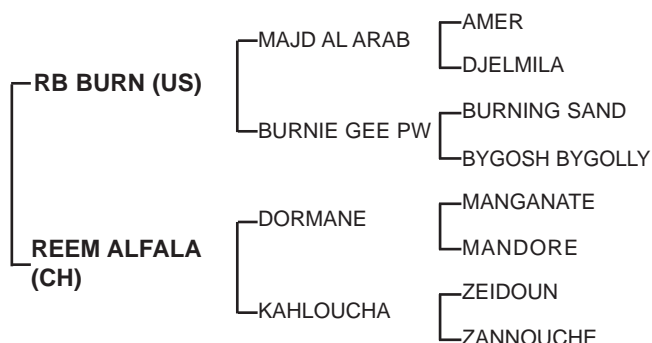 AMER
MAJD AL ARAB
DJELMILA
RB BURN (US)
BURNING SAND
BURNIE GEE PW
BYGOSH BYGOLLY
MANGANATE
DORMANE
MANDORE
REEM ALFALA
(CH)
ZEIDOUN
KAHLOUCHA
ZANNOUCHE